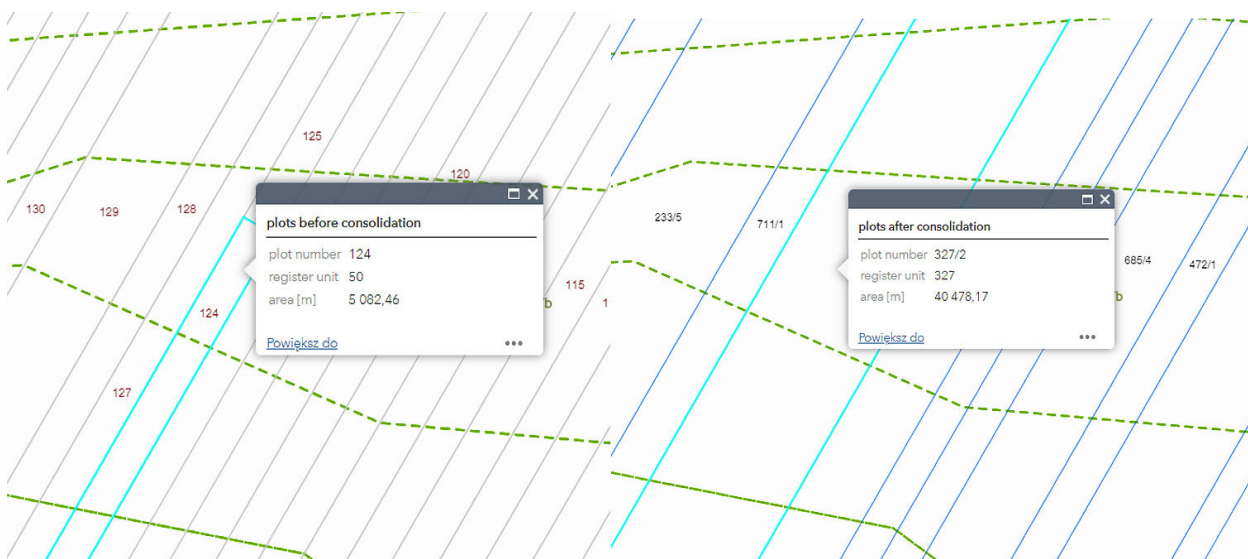 125
120
130
129
128
plots before consolidation
plot number 124
register unit 50
area [m] 5 082,46
Powiększ do
115
124
127
233/5
711/1
plots after consolidation
plot number 327/2
register unit 327
area [m] 40 478,17
Powiększ do
685/4
472/1